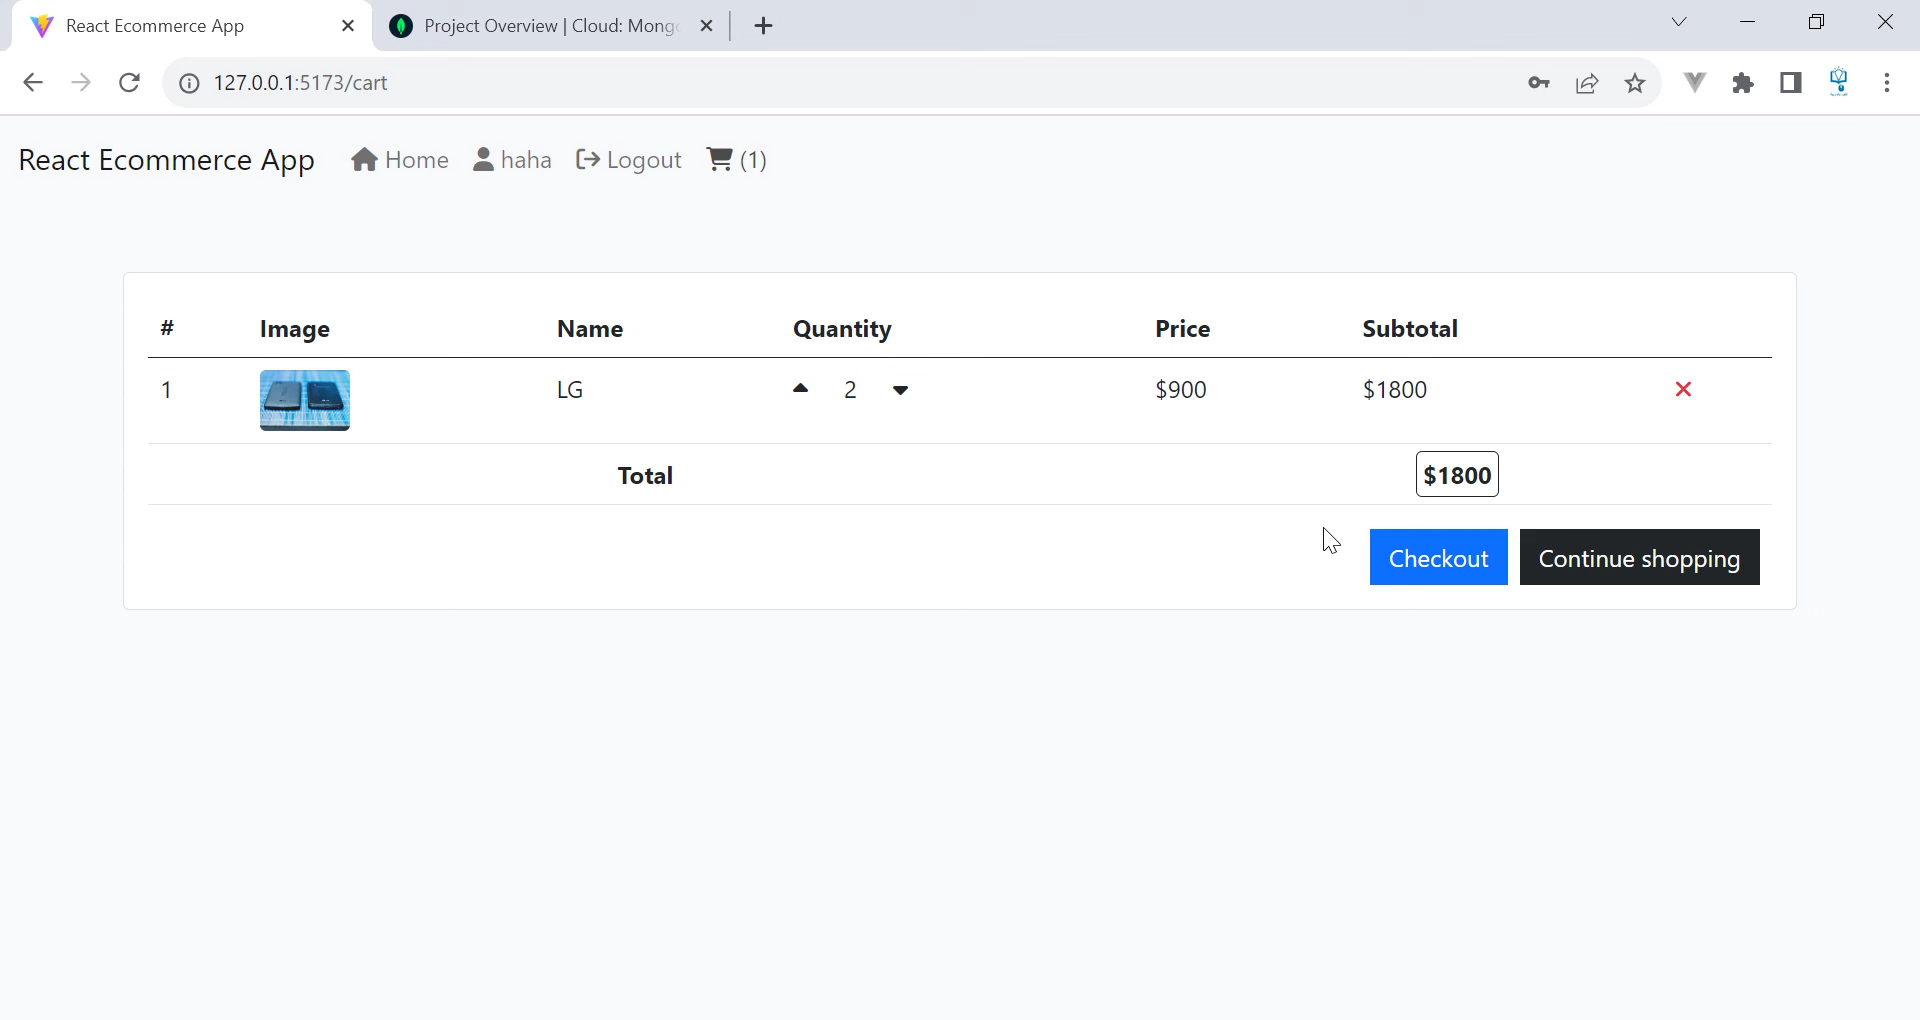 React Ecommerce App
Project Overview | Cloud: Mong
127.0.0.1:5173/cart
React Ecommerce App Home haha Logout (1)
# Image Name Quantity Price Subtotal
1 LG 2 $900 $1800
Total $1800
Checkout Continue shopping